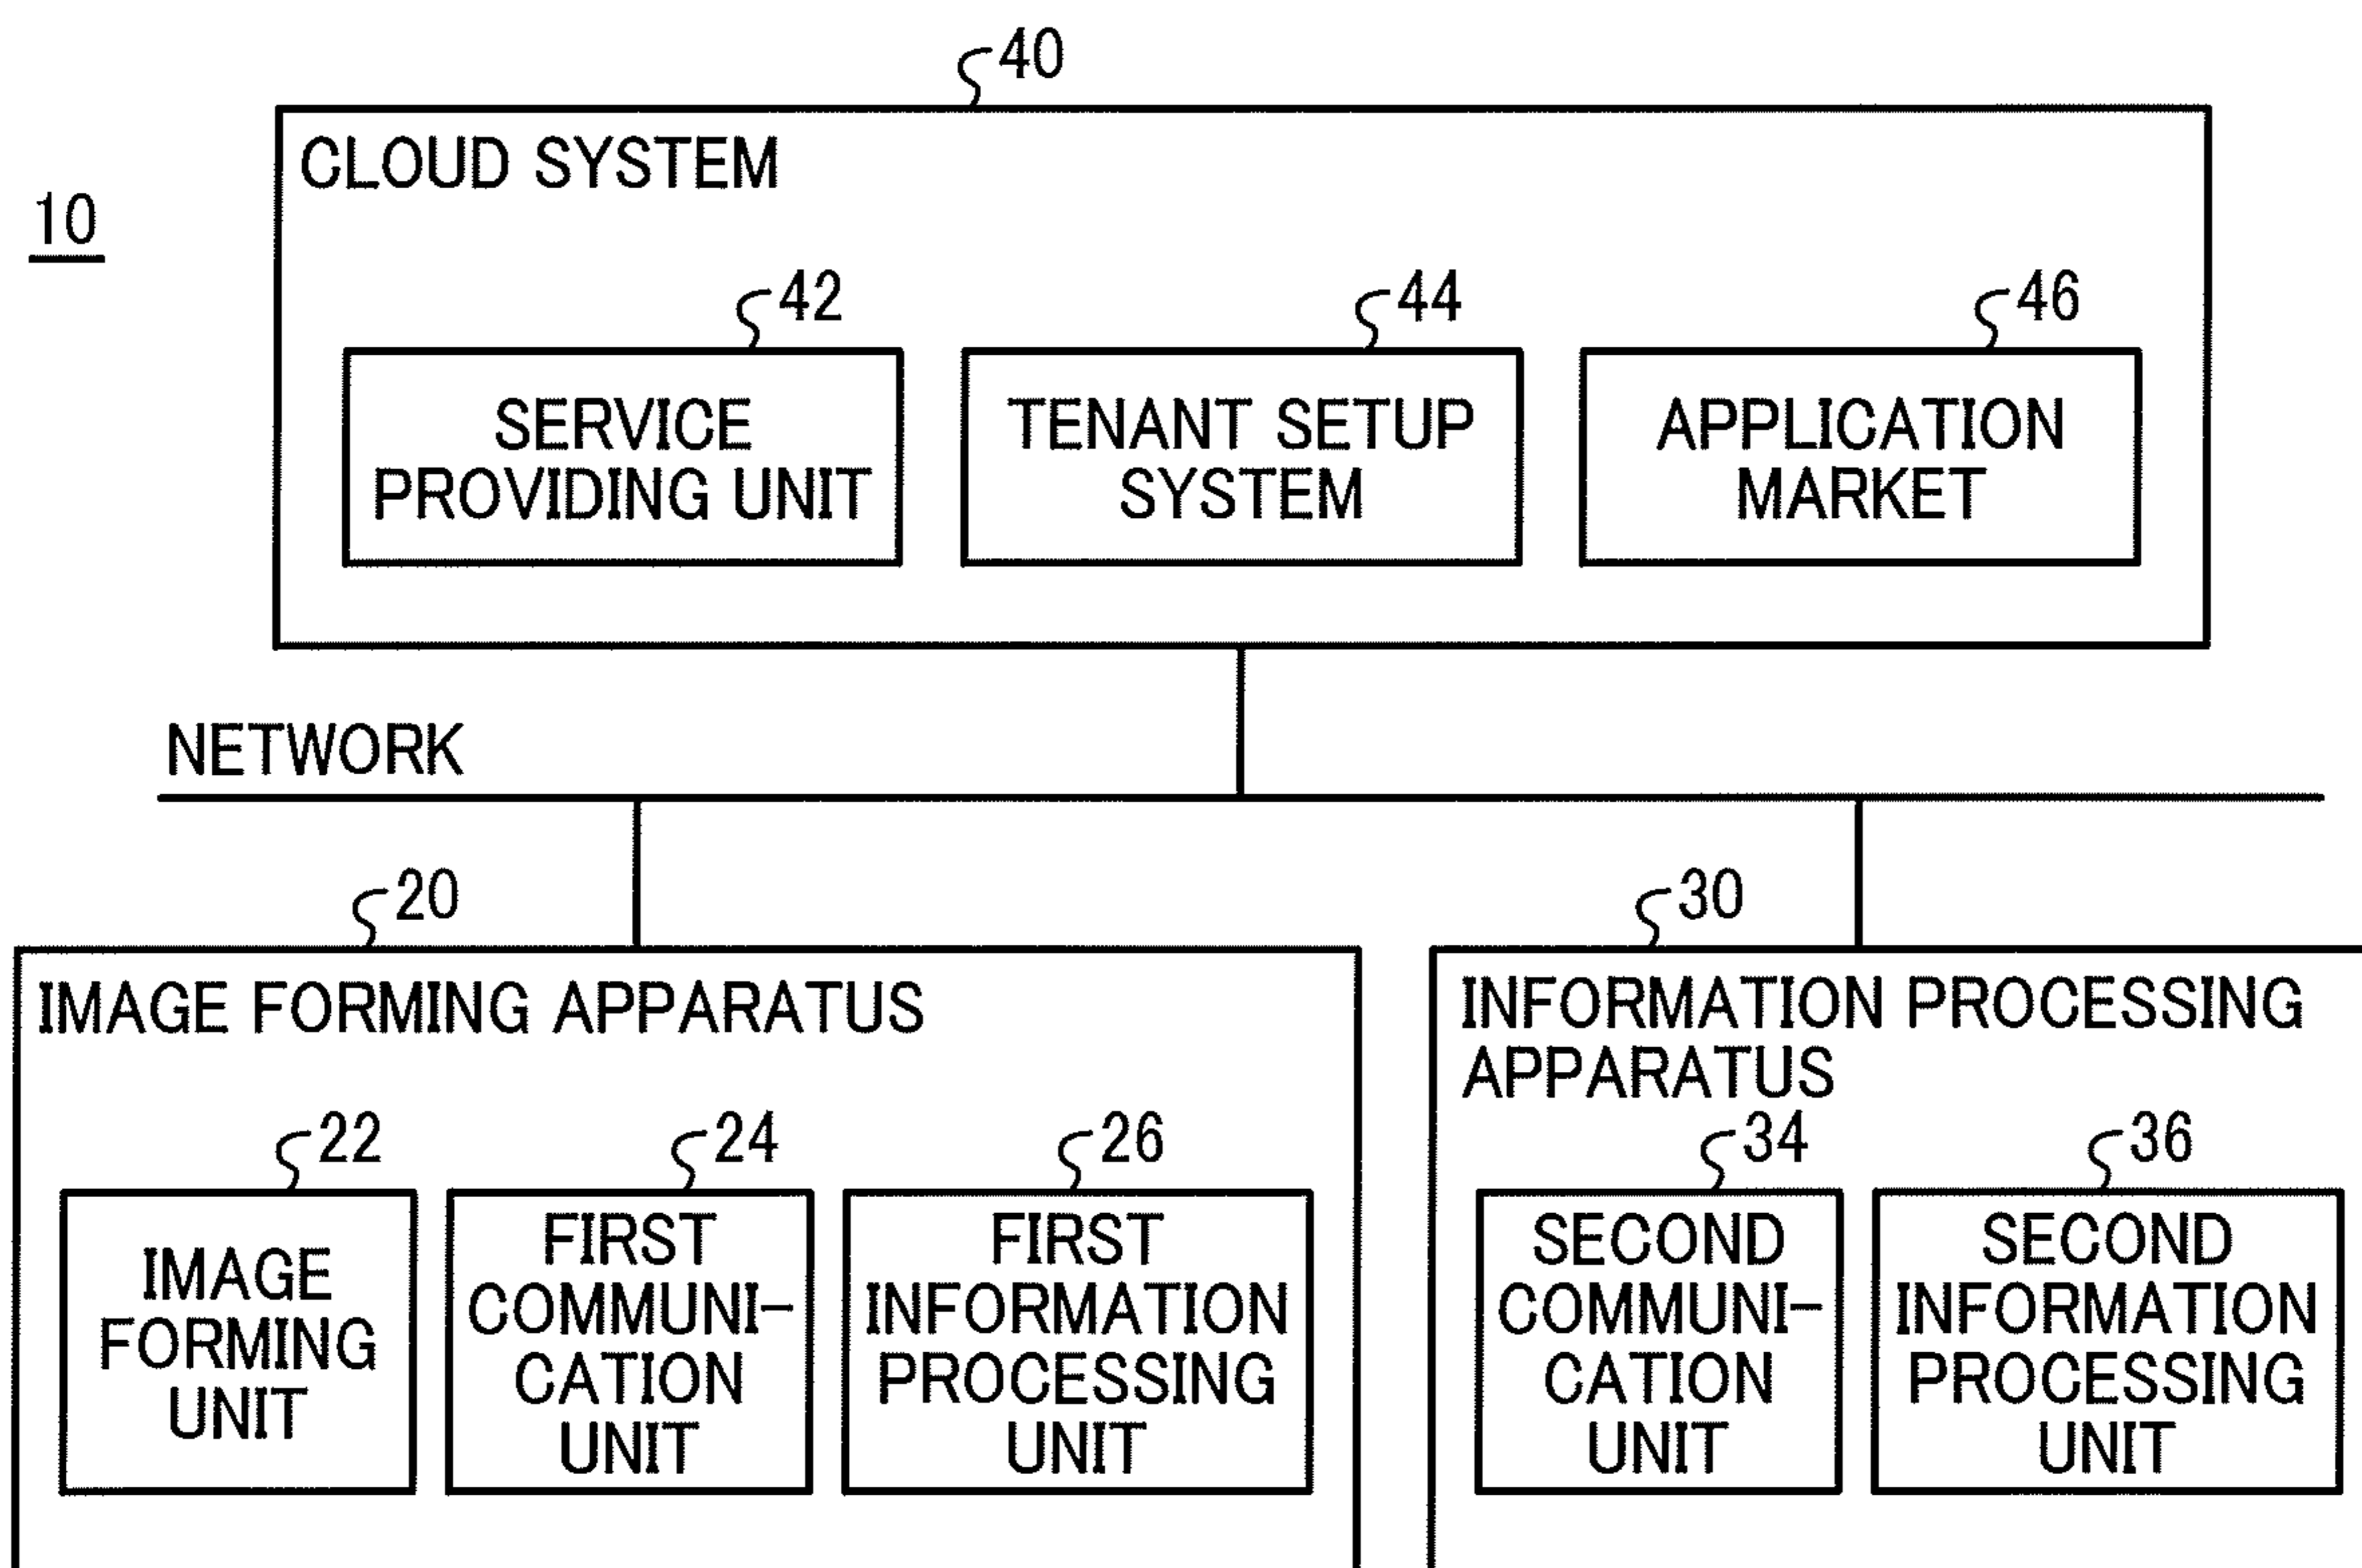 40
CLOUD SYSTEM
10
42
44
46
SERVICE
PROVIDING UNIT
TENANT SETUP
SYSTEM
APPLICATION
MARKET
NETWORK
20
30
IMAGE FORMING APPARATUS
INFORMATION PROCESSING
APPARATUS
22
24
26
34
36
IMAGE
FORMING
UNIT
FIRST
COMMUNI-
CATION
UNIT
FIRST
INFORMATION
PROCESSING
UNIT
SECOND
COMMUNI-
CATION
UNIT
SECOND
INFORMATION
PROCESSING
UNIT